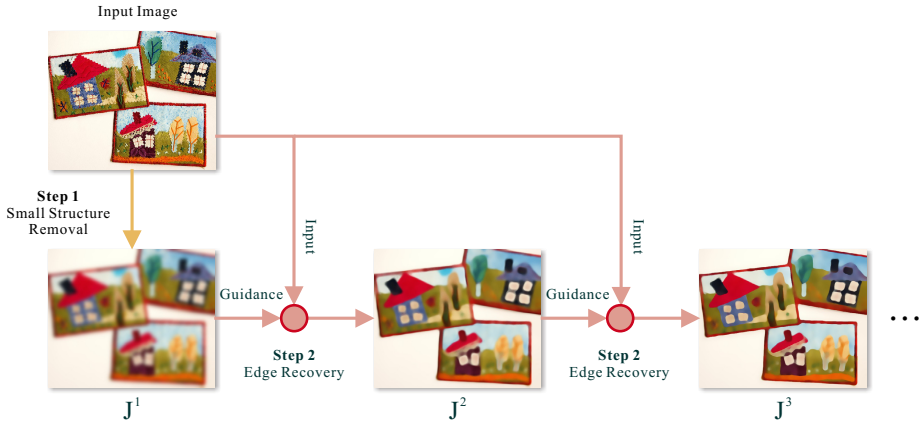 Input Image
Step 1
Small Structure
Removal
Input
Input
Guidance
Guidance
Step 2
Edge Recovery
Step 2
Edge Recovery
...
J¹
J²
J³